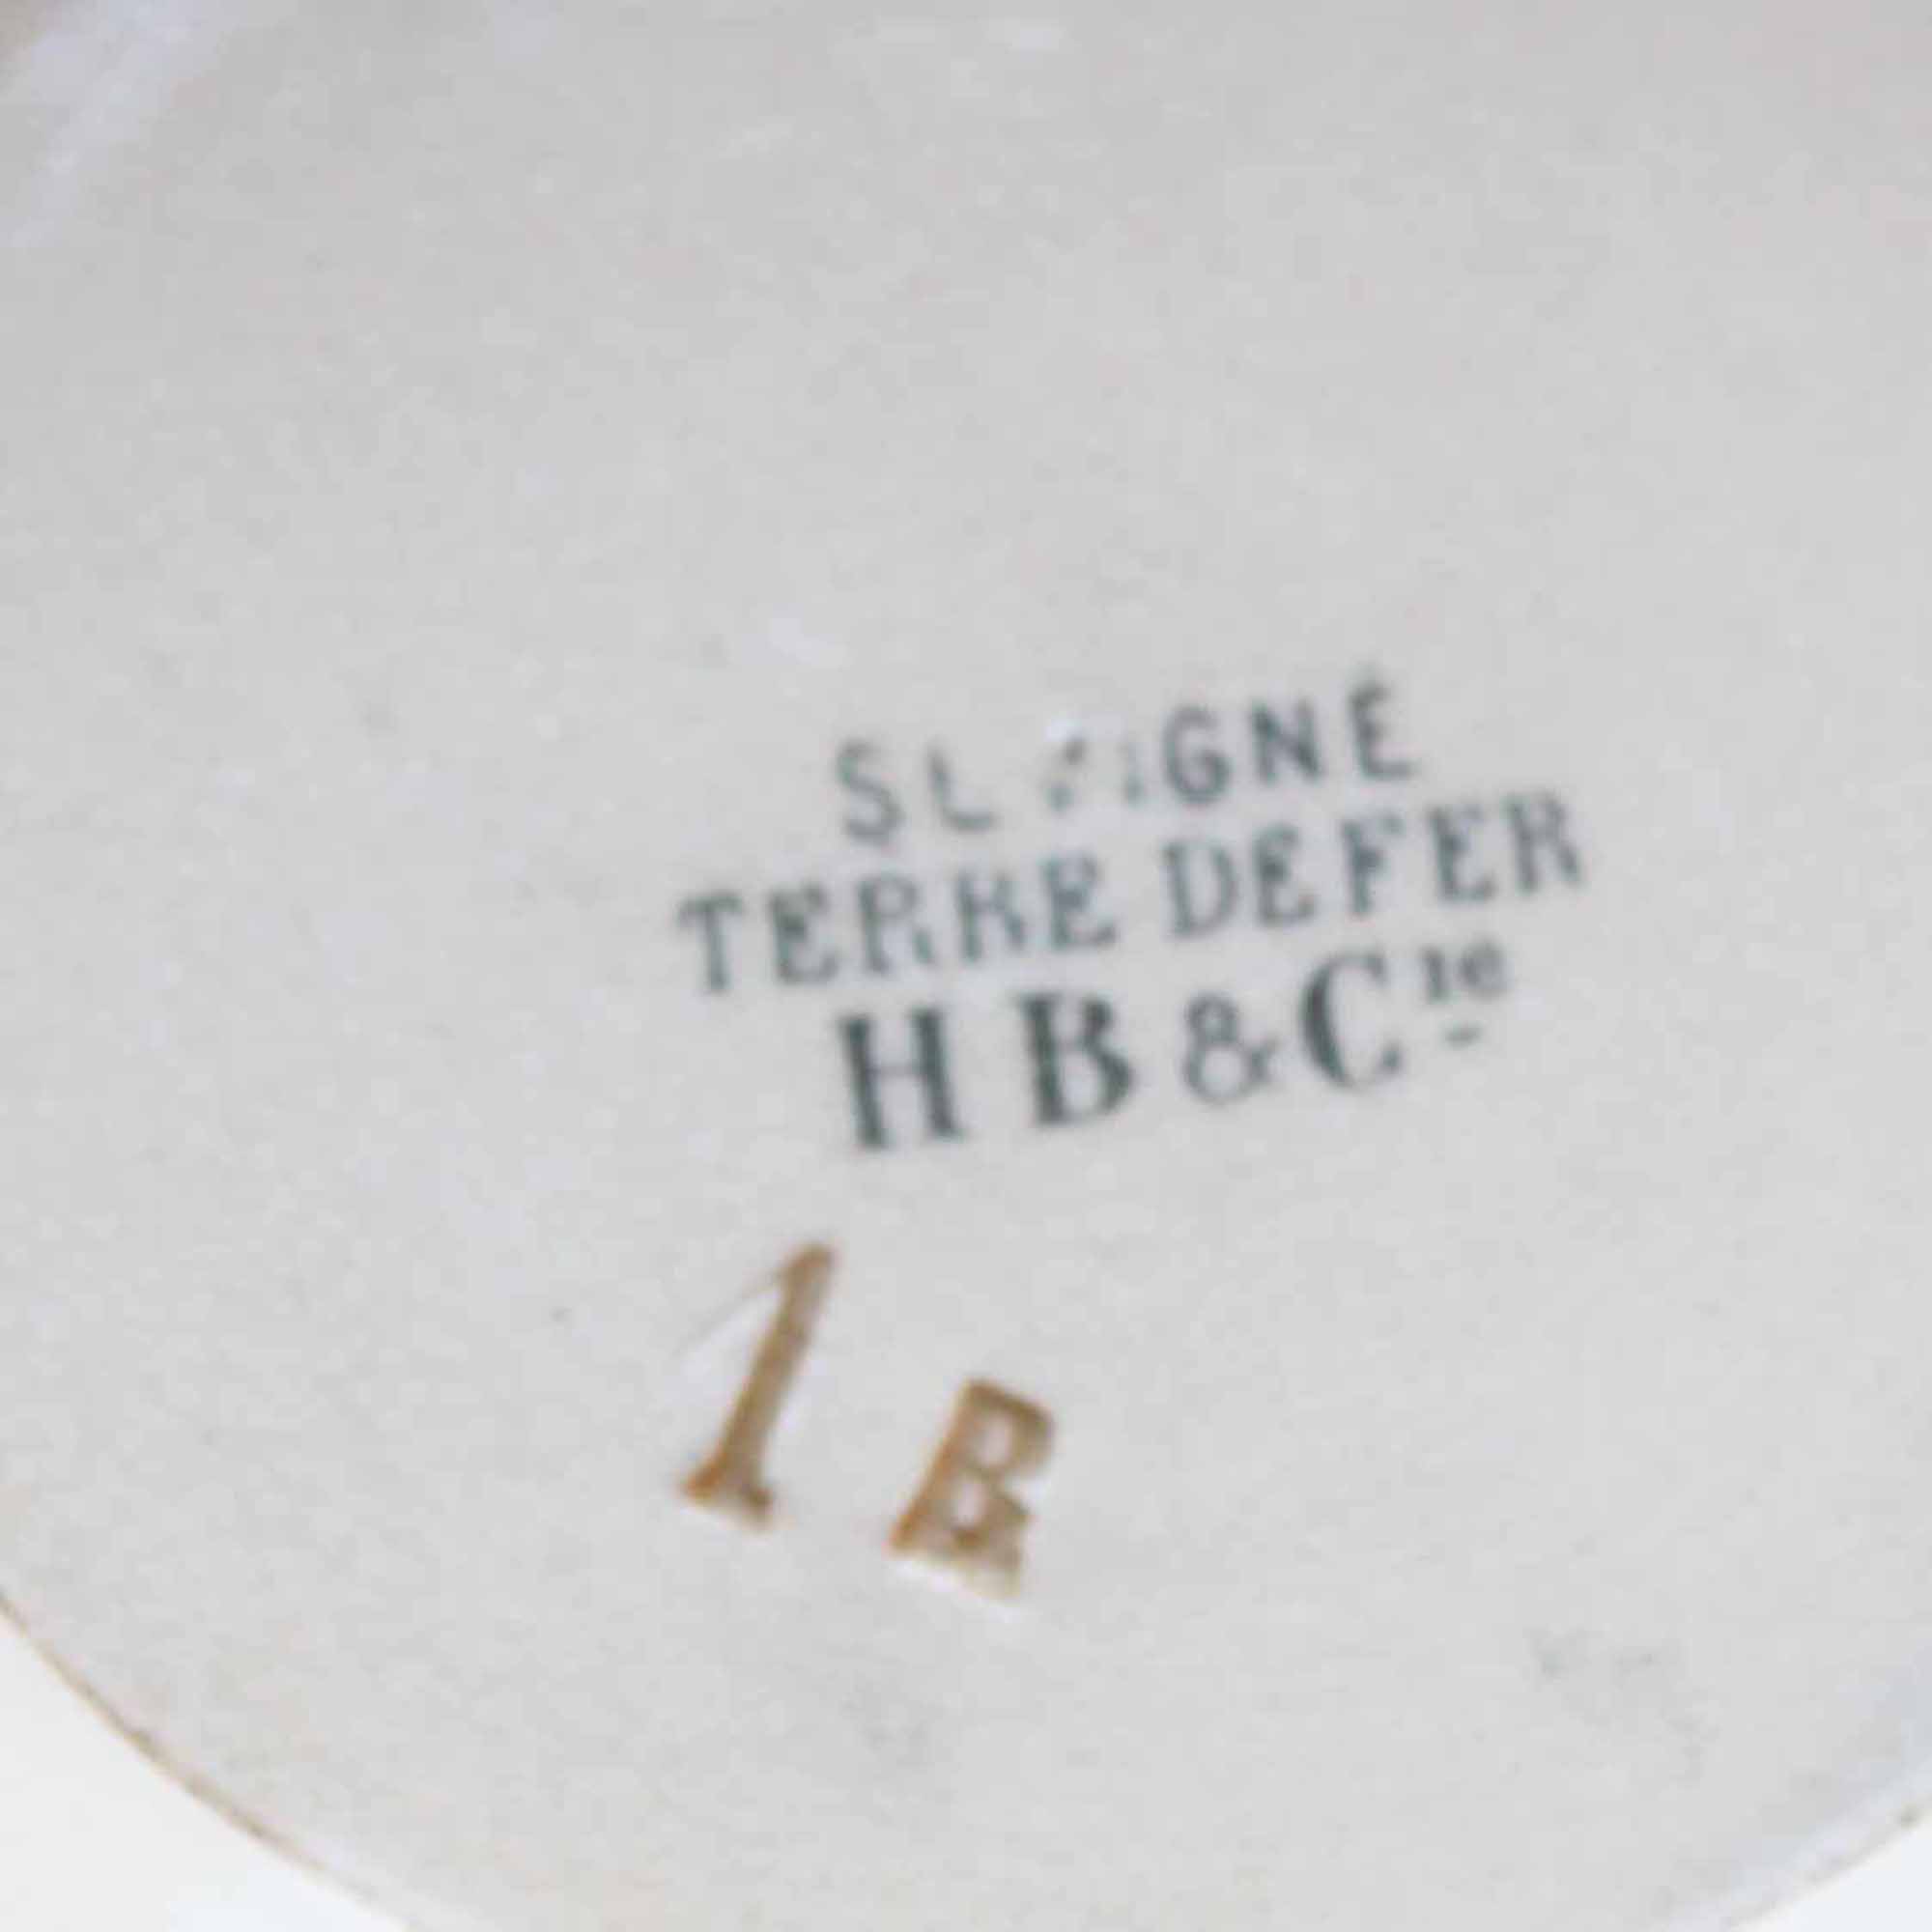 TERRE DE FER
H B & Cie
1 B